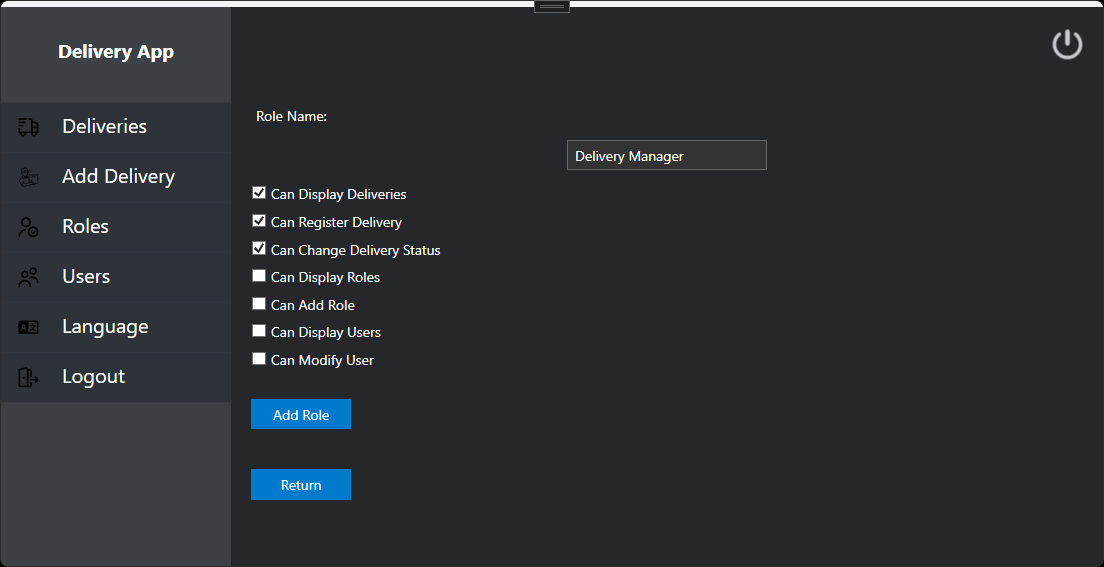 Delivery App
Deliveries
Add Delivery
Roles
Users
Language
Logout
Role Name:
Delivery Manager
Can Display Deliveries
Can Register Delivery
Can Change Delivery Status
Can Display Roles
Can Add Role
Can Display Users
Can Modify User
Add Role
Return